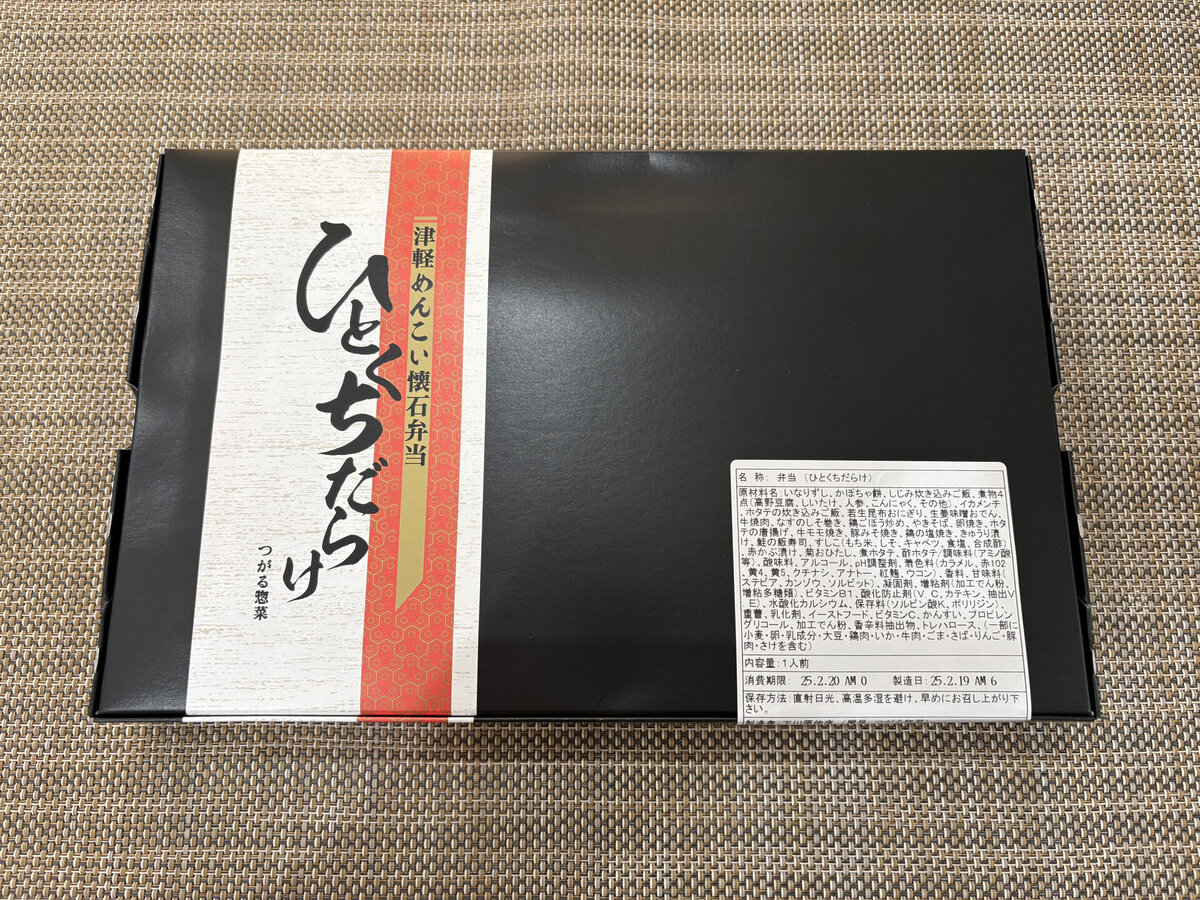 津軽めんこい懐石弁当
ひとくちだらけ
つがる惣菜
名 称: 弁当 (ひとくちだらけ)
原材料名:いなりずし、かぼちゃ餅、しじみ炊き込みご飯、煮物4
点(高野豆腐、しいたけ、人参、こんにゃく、その他)、イカメンチ
、ホタテの炊き込みご飯、若生昆布おにぎり、生姜味噌おでん、
牛焼肉、なすのしそ巻き、鶏ごぼう炒め、やきそば、卵焼き、ホタ
テの唐揚げ、牛モモ焼き、豚みそ焼き、鶏の塩焼き、きゅうり漬
け、鮭の飯寿司、すしこ(もち米、しそ、キャベツ、食塩、合成酢)
、赤かぶ漬け、菊おひたし、煮ホタテ、酢ホタテ/調味料(アミノ酸
等)、酸味料、アルコール、pH調整剤、着色料(カラメル、赤102
、黄4、黄5、クチナシ、アナトー、紅麹、ウコン)、香料、甘味料(
ステビア、カンゾウ、ソルビット)、凝固剤、増粘剤(加工でん粉、
増粘多糖類)、ビタミンB1、酸化防止剤(V.C、カテキン、抽出V
.E)、水酸化カルシウム、保存料(ソルビン酸K、ポリリジン)、
重曹、乳化剤、イーストフード、ビタミンC、かんすい、プロピレン
グリコール、加工でん粉、香辛料抽出物、トレハロース、(一部に
小麦・卵・乳成分・大豆・鶏肉・いか・牛肉・ごま・さば・りんご・豚
肉・さけを含む)
内容量:1人前
消費期限: 25.2.20 AM 0 製造日:25.2.19 AM 6
保存方法:直射日光、高温多湿を避け、早めにお召し上がり下
さい。